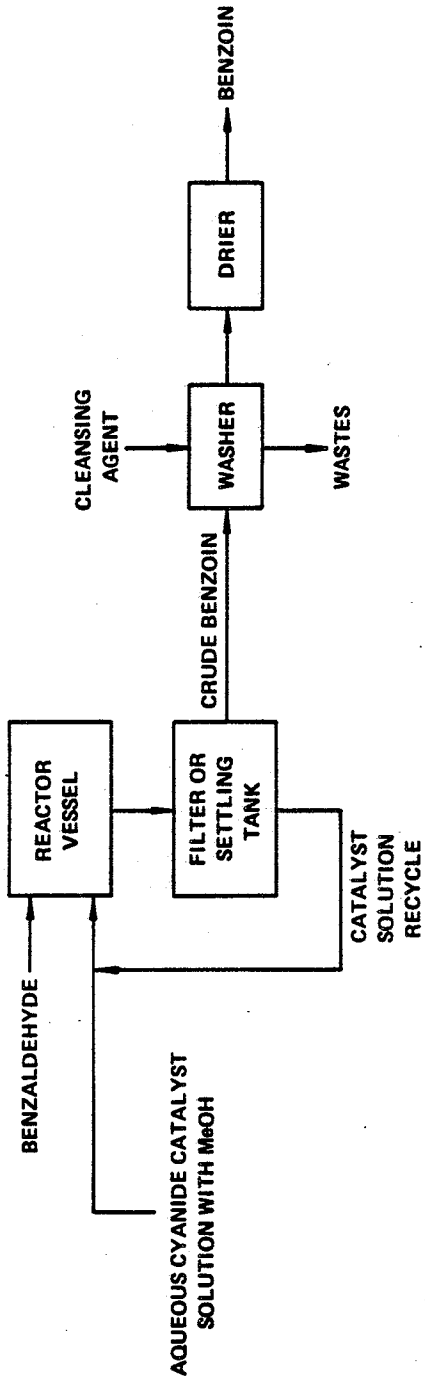 BENZALDEHYDE
AQUEOUS CYANIDE CATALYST
SOLUTION WITH MeOH
REACTOR
VESSEL
FILTER OR
SETTLING
TANK
CATALYST
SOLUTION
RECYCLE
CRUDE BENZOIN
CLEANSING
AGENT
WASHER
WASTES
DRIER
BENZOIN